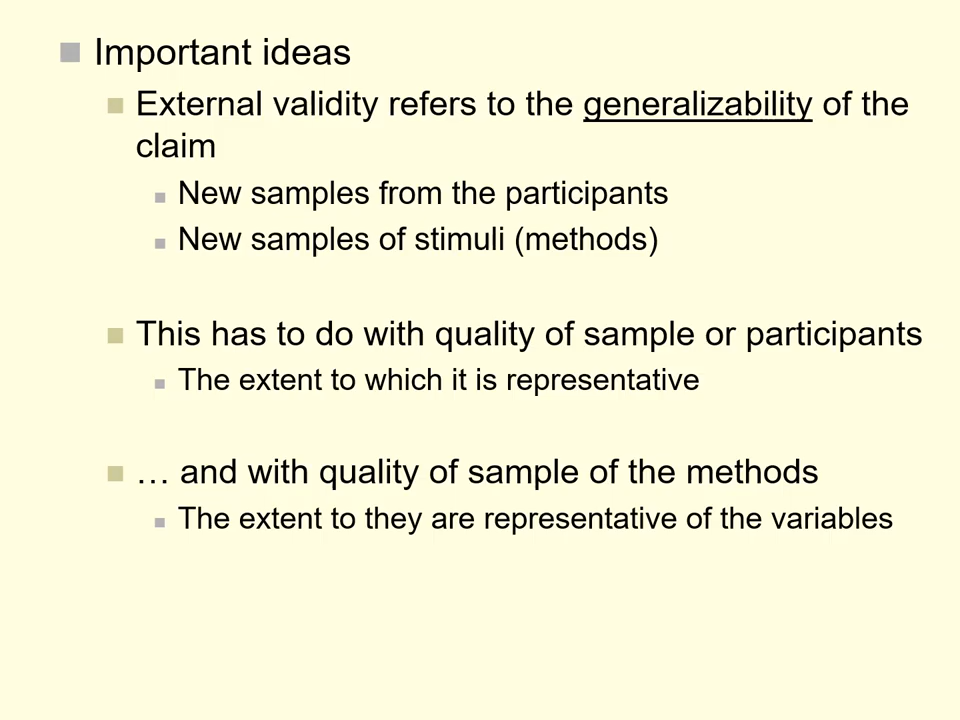 Important ideas
External validity refers to the generalizability of the
claim
New samples from the participants
New samples of stimuli (methods)
This has to do with quality of sample or participants
The extent to which it is representative
… and with quality of sample of the methods
The extent to they are representative of the variables